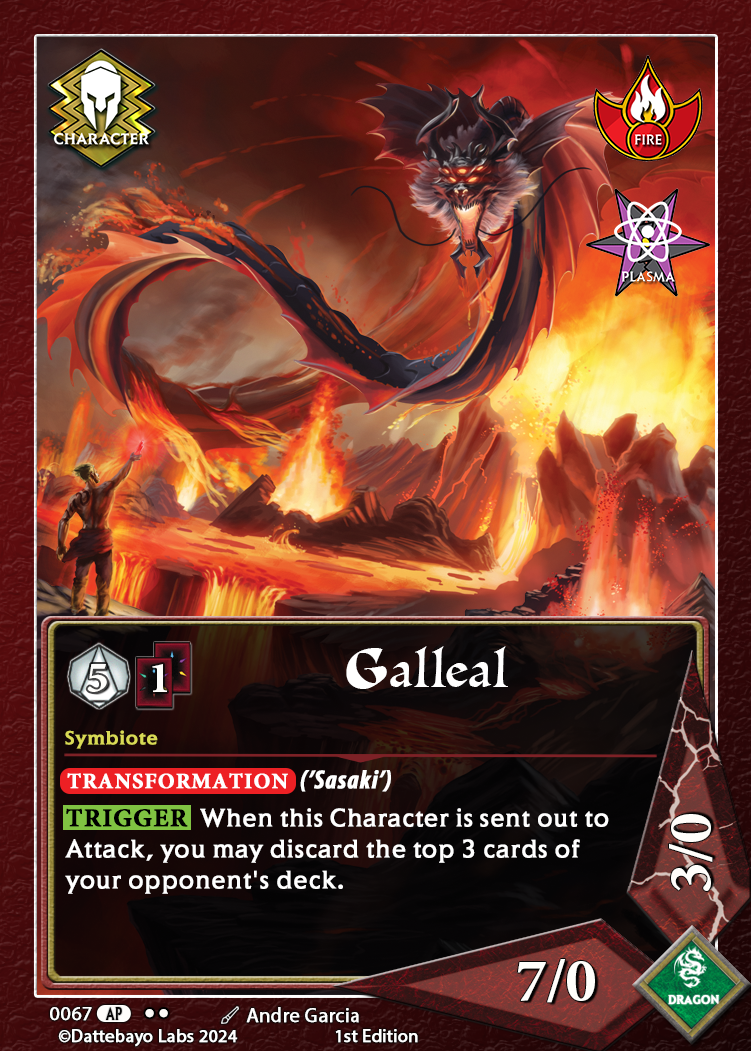 CHARACTER
FIRE
PLASMA
5 1 Galleal
Symbiote
TRANSFORMATION ('Sasaki')
TRIGGER When this Character is sent out to
Attack, you may discard the top 3 cards of
your opponent's deck.
3/0
7/0
DRAGON
0067 AP •• Andre Garcia
©Dattebayo Labs 2024 1st Edition